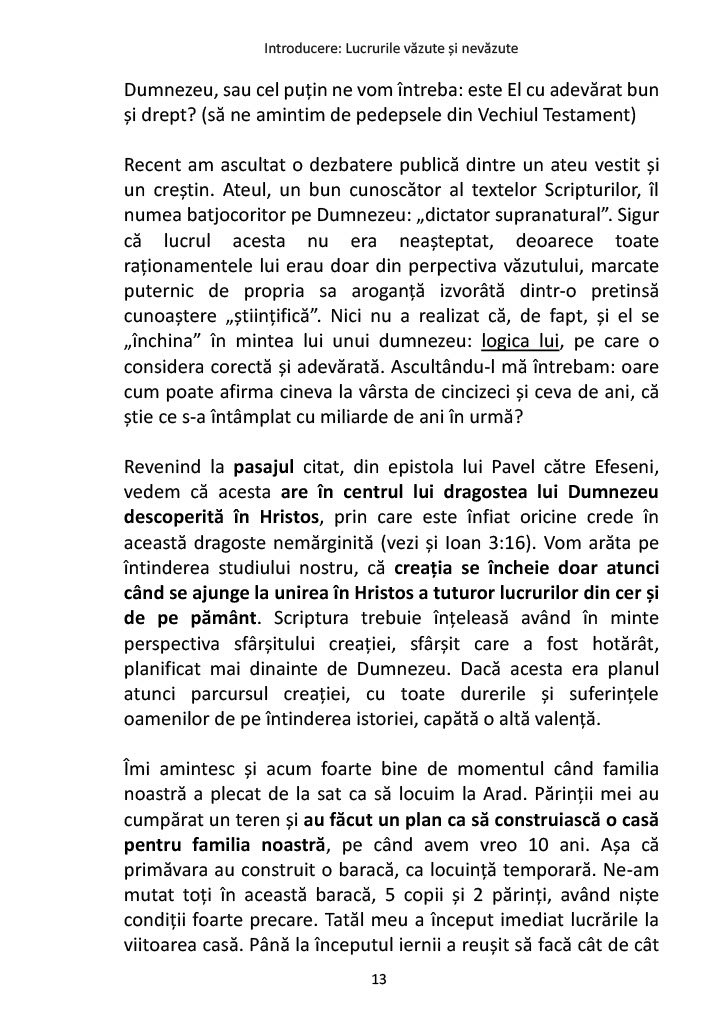 Introducere: Lucrurile văzute și nevăzute
Dumnezeu, sau cel puțin ne vom întreba: este El cu adevărat bun
și drept? (să ne amintim de pedepsele din Vechiul Testament)
Recent am ascultat o dezbatere publică dintre un ateu vestit și
un creștin. Ateul, un bun cunoscător al textelor Scripturilor, îl
numea batjocoritor pe Dumnezeu: „dictator supranatural”. Sigur
că lucrul acesta nu era neașteptat, deoarece toate
raționamentele lui erau doar din perpectiva văzutului, marcate
puternic de propria sa aroganță izvorâtă dintr-o pretinsă
cunoaștere „științifică”. Nici nu a realizat că, de fapt, și el se
„închina” în mintea lui unui dumnezeu: logica lui, pe care o
considera corectă și adevărată. Ascultându-l mă întrebam: oare
cum poate afirma cineva la vârsta de cincizeci și ceva de ani, că
știe ce s-a întâmplat cu miliarde de ani în urmă?
Revenind la pasajul citat, din epistola lui Pavel către Efeseni,
vedem că acesta are în centrul lui dragostea lui Dumnezeu
descoperită în Hristos, prin care este înfiat oricine crede în
această dragoste nemărginită (vezi și Ioan 3:16). Vom arăta pe
întinderea studiului nostru, că creația se încheie doar atunci
când se ajunge la unirea în Hristos a tuturor lucrurilor din cer și
de pe pământ. Scriptura trebuie înțeleasă având în minte
perspectiva sfârșitului creației, sfârșit care a fost hotărât,
planificat mai dinainte de Dumnezeu. Dacă acesta era planul
atunci parcursul creației, cu toate durerile și suferințele
oamenilor de pe întinderea istoriei, capătă o altă valență.
Îmi amintesc și acum foarte bine de momentul când familia
noastră a plecat de la sat ca să locuim la Arad. Părinții mei au
cumpărat un teren și au făcut un plan ca să construiască o casă
pentru familia noastră, pe când avem vreo 10 ani. Așa că
primăvara au construit o baracă, ca locuință temporară. Ne-am
mutat toți în această baracă, 5 copii și 2 părinți, având niște
condiții foarte precare. Tatăl meu a început imediat lucrările la
viitoarea casă. Până la începutul iernii a reușit să facă cât de cât
13